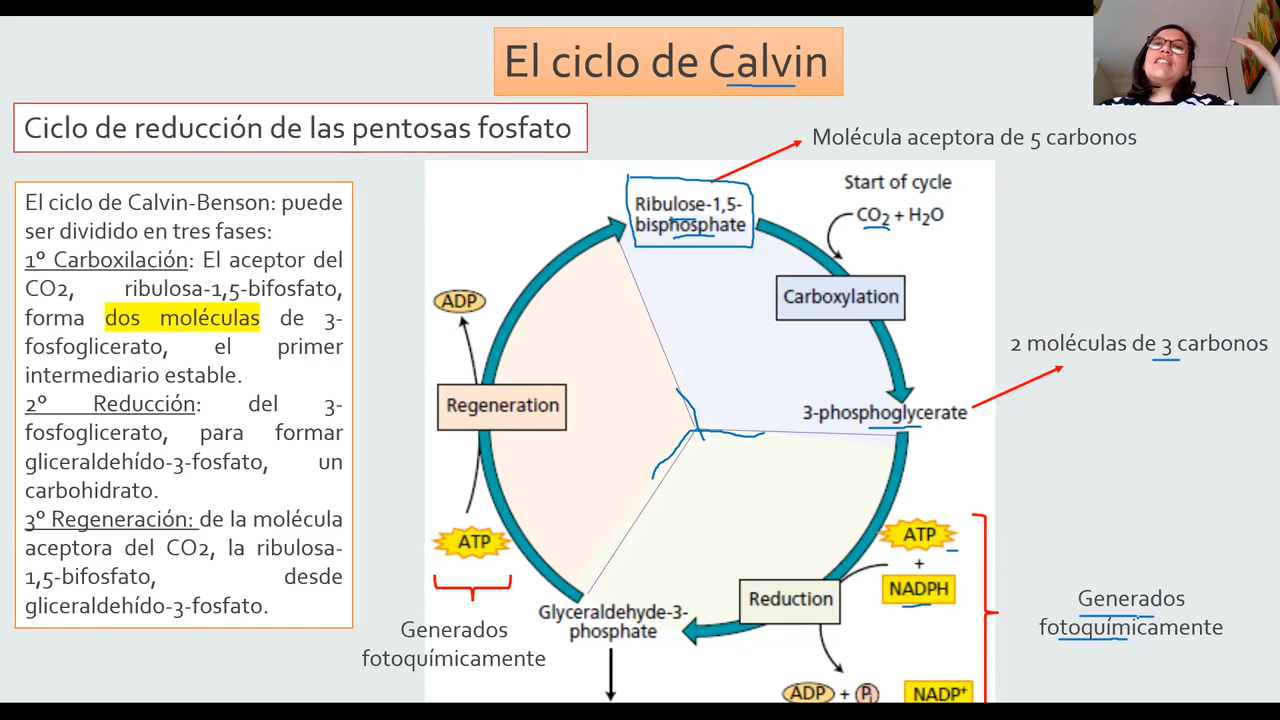 El ciclo de Calvin
Ciclo de reducción de las pentosas fosfato
El ciclo de Calvin-Benson: puede
ser dividido en tres fases:
1º Carboxilación: El aceptor del
CO2, ribulosa-1,5-bifosfato,
forma dos moléculas de 3-
fosfoglicerato, el primer
intermediario estable.
2º Reducción: del 3-
fosfoglicerato, para formar
gliceraldehído-3-fosfato, un
carbohidrato.
3º Regeneración: de la molécula
aceptora del CO2, la ribulosa-
1,5-bifosfato, desde
gliceraldehído-3-fosfato.
Molécula aceptora de 5 carbonos
Start of cycle
CO₂ + H₂O
Ribulose-1,5-
bisphosphate
Carboxylation
2 moléculas de 3 carbonos
3-phosphoglycerate
ADP
Regeneration
ATP
Generados
fotoquímicamente
ATP
+
NADPH
Generados
fotoquímicamente
Reduction
Glyceraldehyde-3-
phosphate
ADP + Pi
NADP⁺